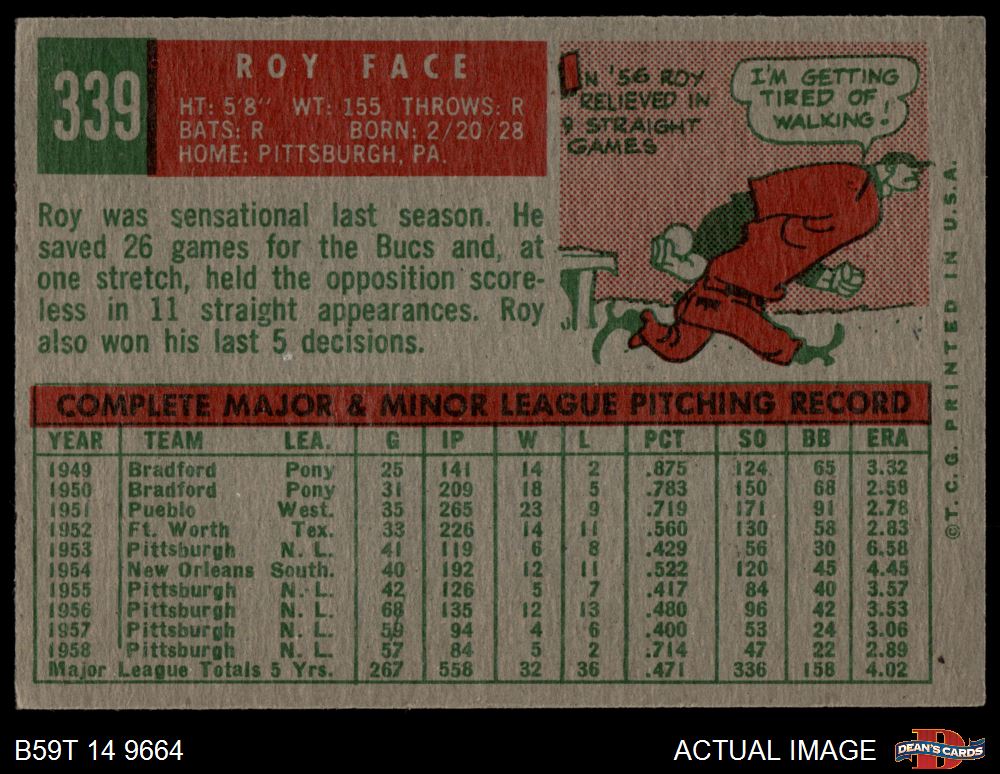 339
ROY FACE
HT: 5'8" WT: 155 THROWS: R
BATS: R BORN: 2/20/28
HOME: PITTSBURGH, PA.
IN '56 ROY
RELIEVED IN
9 STRAIGHT
GAMES
I'M GETTING
TIRED OF
WALKING!
Roy was sensational last season. He
saved 26 games for the Bucs and, at
one stretch, held the opposition score-
less in 11 straight appearances. Roy
also won his last 5 decisions.
COMPLETE MAJOR & MINOR LEAGUE PITCHING RECORD
YEAR TEAM LEA. G IP W L PCT SO BB ERA
1949 Bradford Pony 25 141 14 2 .875 124 65 3.32
1950 Bradford Pony 31 209 18 5 .783 150 68 2.58
1951 Pueblo West. 35 265 23 9 .719 171 91 2.78
1952 Ft. Worth Tex. 33 226 14 11 .560 130 58 2.83
1953 Pittsburgh N. L. 41 119 6 8 .429 56 30 6.58
1954 New Orleans South. 40 192 12 11 .522 120 45 4.45
1955 Pittsburgh N. L. 42 126 5 7 .417 84 40 3.57
1956 Pittsburgh N. L. 68 135 12 13 .480 96 42 3.53
1957 Pittsburgh N. L. 59 94 4 6 .400 53 24 3.06
1958 Pittsburgh N. L. 57 84 5 2 .714 47 22 2.89
Major League Totals 5 Yrs. 267 558 32 36 .471 336 158 4.02
©T.C.G. PRINTED IN U.S.A.
B59T 14 9664
ACTUAL IMAGE
DEAN'S CARDS